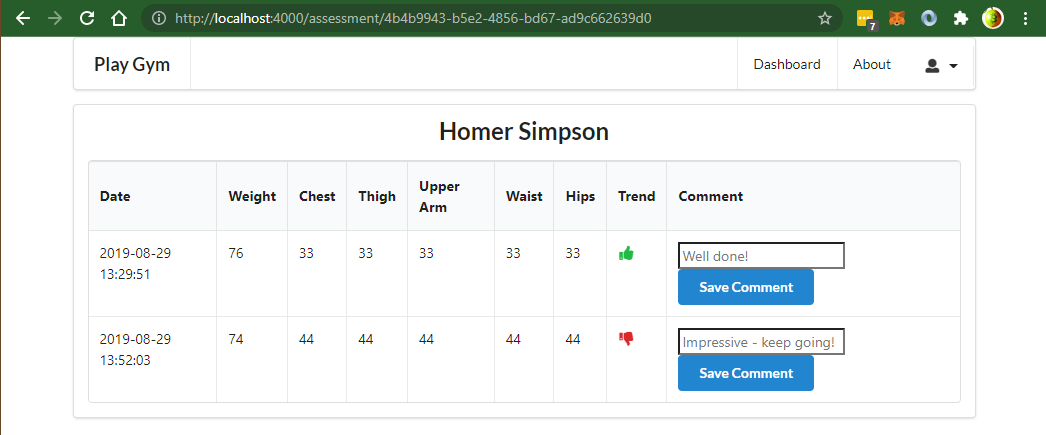 http://localhost:4000/assessment/4b4b9943-b5e2-4856-bd67-ad9c662639d0
7
Play Gym
Dashboard
About
Homer Simpson
Date Weight Chest Thigh Upper Arm Waist Hips Trend Comment
2019-08-29 13:29:51 76 33 33 33 33 33 Well done!
Save Comment
2019-08-29 13:52:03 74 44 44 44 44 44 Impressive - keep going!
Save Comment